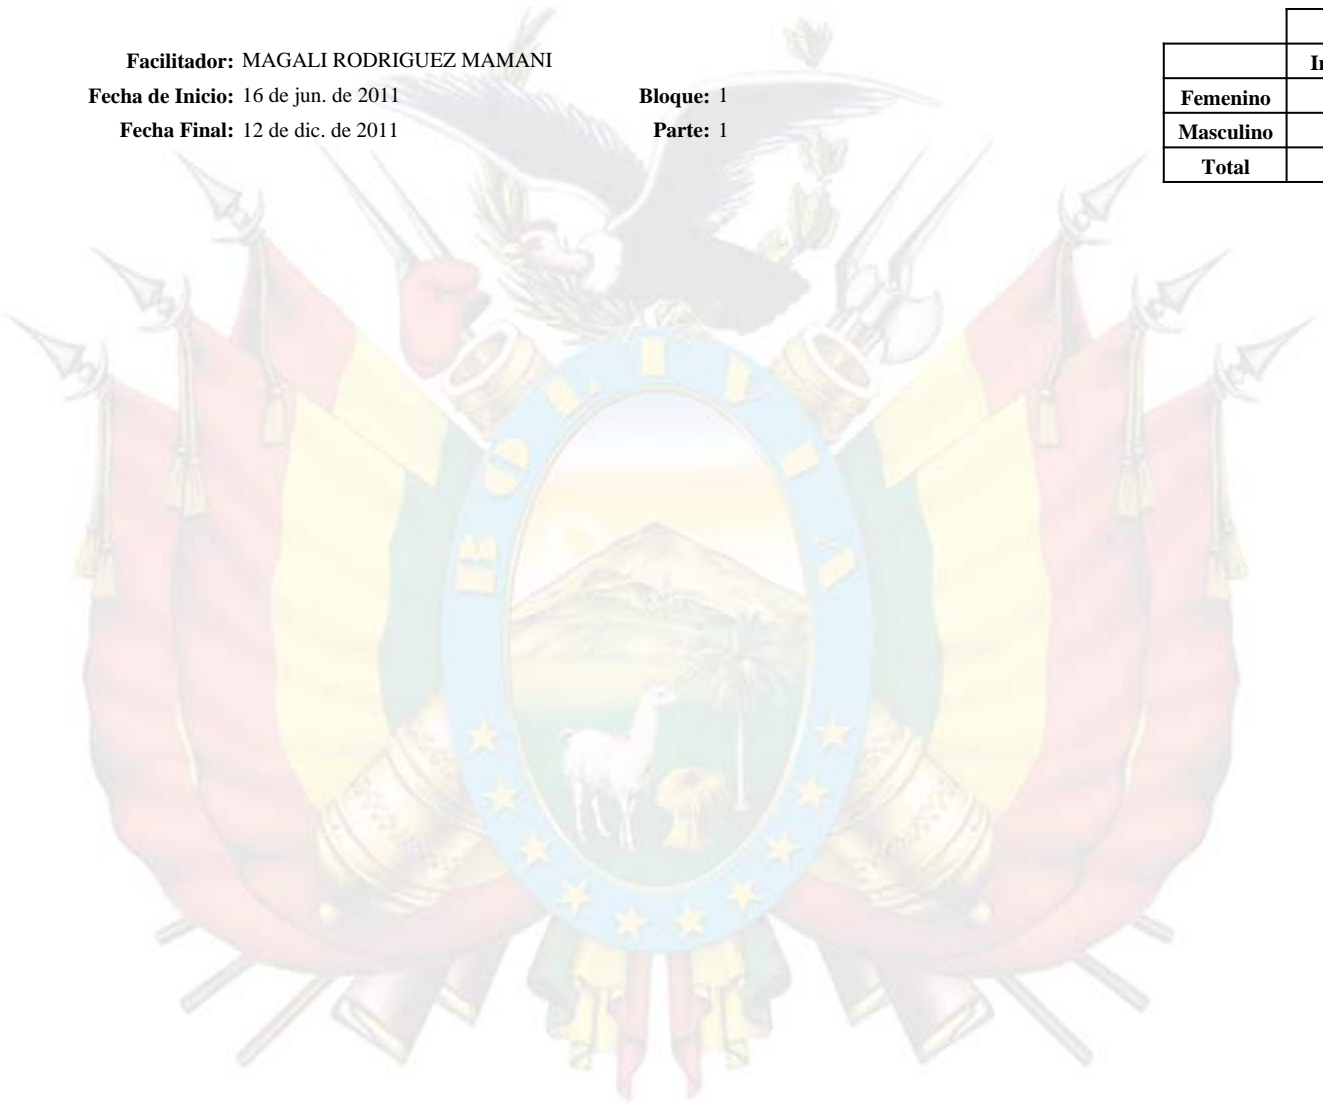 Facilitador: MAGALI RODRIGUEZ MAMANI
Fecha de Inicio: 16 de jun. de 2011 Bloque: 1
Fecha Final: 12 de dic. de 2011 Parte: 1
Femenino
Masculino
Total
BOLIVIA